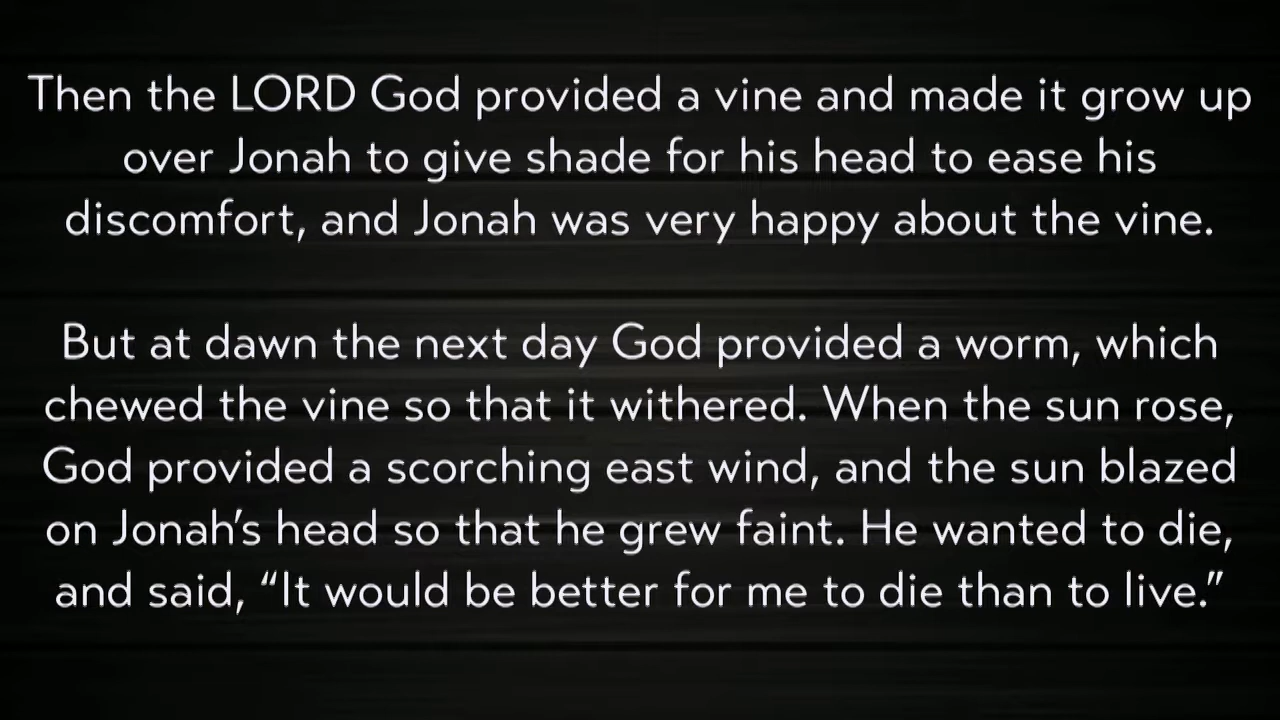 Then the LORD God provided a vine and made it grow up
over Jonah to give shade for his head to ease his
discomfort, and Jonah was very happy about the vine.
But at dawn the next day God provided a worm, which
chewed the vine so that it withered. When the sun rose,
God provided a scorching east wind, and the sun blazed
on Jonah’s head so that he grew faint. He wanted to die,
and said, “It would be better for me to die than to live.”